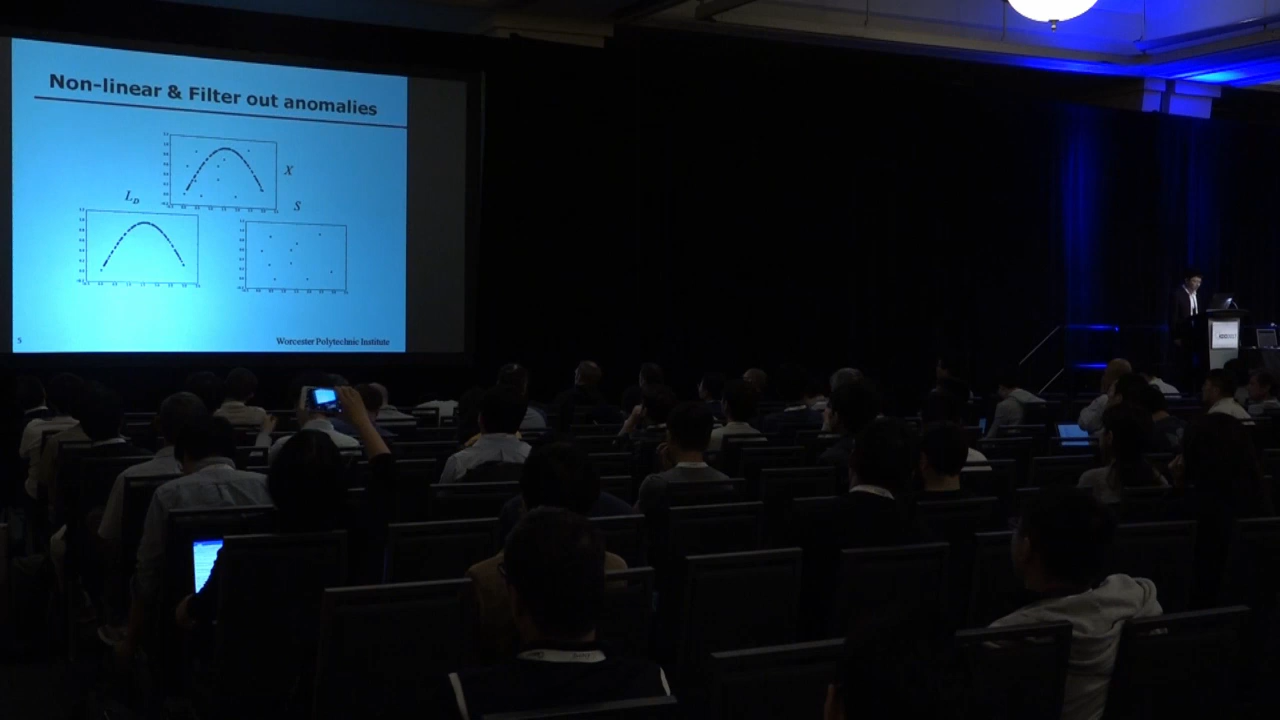 Non-linear & Filter out anomalies
X
L_D
S
5
Worcester Polytechnic Institute